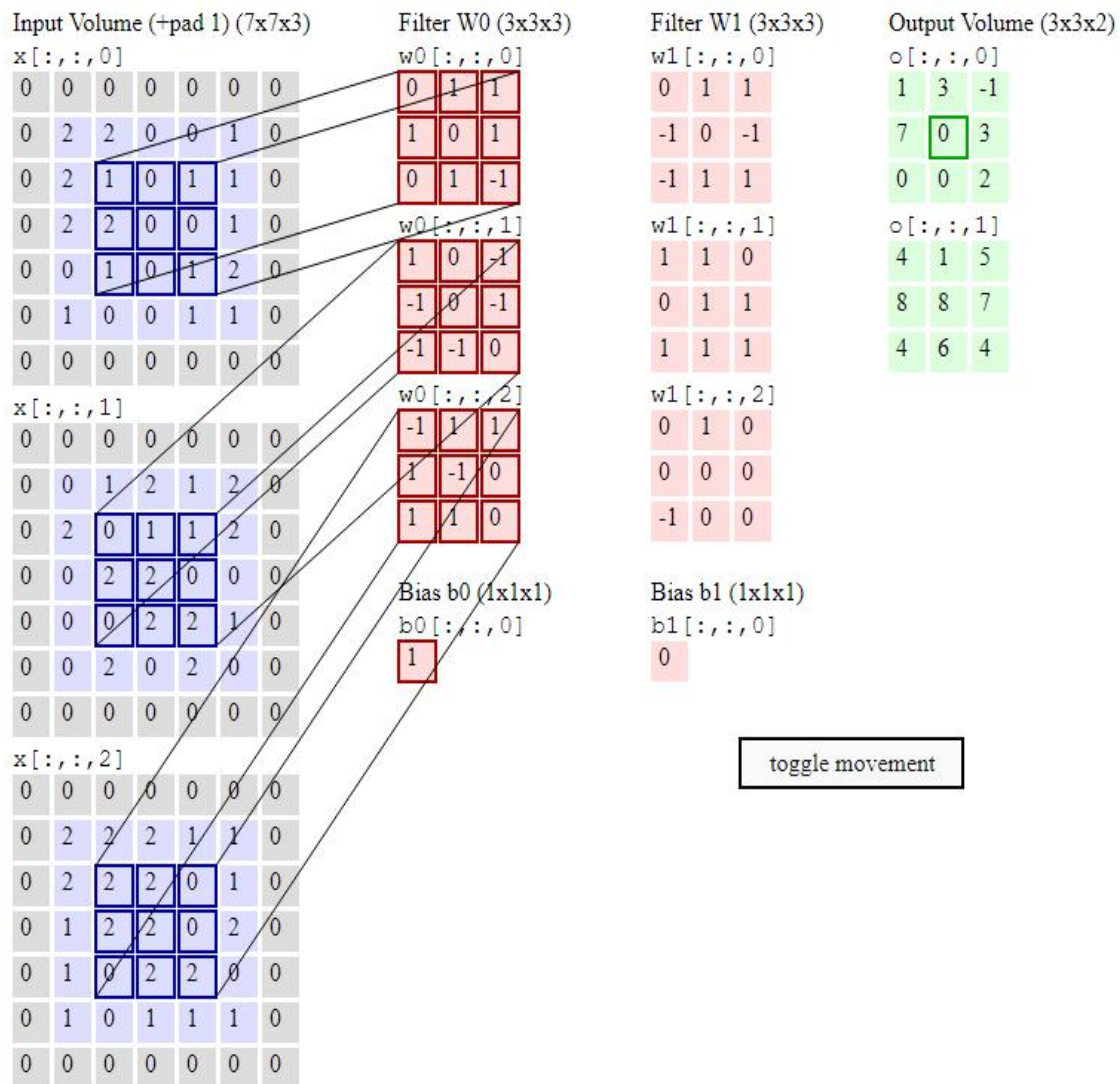 Input Volume (+pad 1) (7x7x3)
x[:,:,0]
0 0 0 0 0 0 0
0 2 2 0 0 1 0
0 2 1 0 1 1 0
0 2 2 0 0 1 0
0 0 1 0 1 2 0
0 1 0 0 1 1 0
0 0 0 0 0 0 0
x[:,:,1]
0 0 0 0 0 0 0
0 0 1 2 1 2 0
0 2 0 1 1 2 0
0 0 2 2 0 0 0
0 0 0 2 2 1 0
0 0 2 0 2 0 0
0 0 0 0 0 0 0
x[:,:,2]
0 0 0 0 0 0 0
0 2 2 2 1 1 0
0 2 2 2 0 1 0
0 1 2 2 0 2 0
0 1 0 2 2 0 0
0 1 0 1 1 1 0
0 0 0 0 0 0 0
Filter W0 (3x3x3)
w0[:,:,0]
0 1 1
1 0 1
0 1 -1
w0[:,:,1]
1 0 -1
-1 0 -1
-1 -1 0
w0[:,:,2]
-1 1 1
1 -1 0
1 1 0
Bias b0 (1x1x1)
b0[:,:,0]
1
Filter W1 (3x3x3)
w1[:,:,0]
0 1 1
-1 0 -1
-1 1 1
w1[:,:,1]
1 1 0
0 1 1
1 1 1
w1[:,:,2]
0 1 0
0 0 0
-1 0 0
Bias b1 (1x1x1)
b1[:,:,0]
0
Output Volume (3x3x2)
o[:,:,0]
1 3 -1
7 0 3
0 0 2
o[:,:,1]
4 1 5
8 8 7
4 6 4
toggle movement